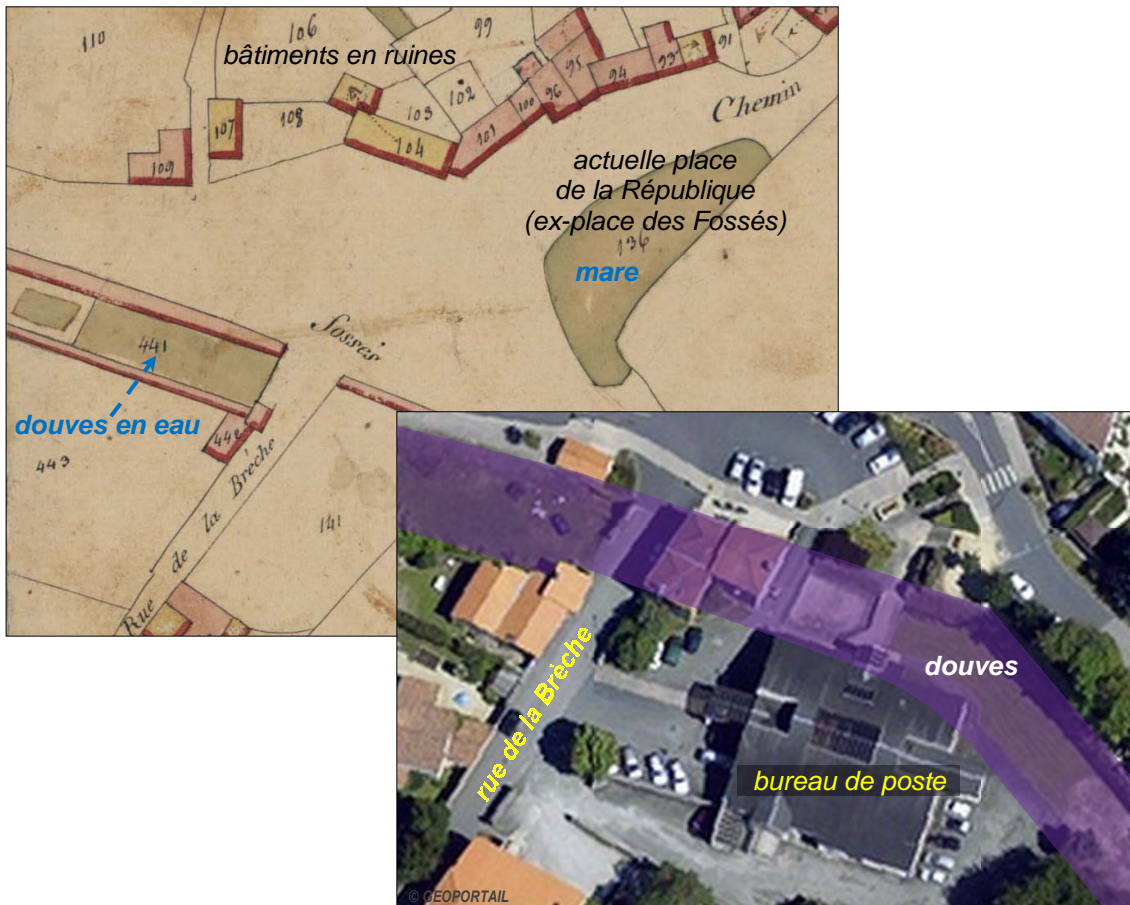 110
106
bâtiments en ruines
99
91
95
93
94
102
103
96
100
107
108
101
104
109
Chemin
actuelle place
de la République
(ex-place des Fossés)
136
mare
fossés
441
douves en eau
442
443
Rue de la Brèche
141
douves
rue de la Brèche
bureau de poste
© GEOPORTAIL